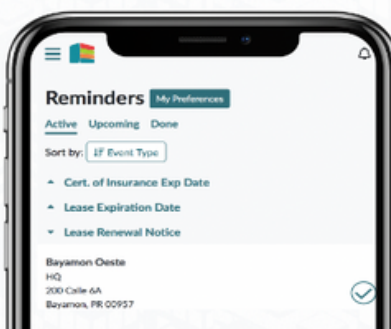 Reminders My Preferences
Active Upcoming Done
Sort by: Event Type
Cert. of Insurance Exp Date
Lease Expiration Date
Lease Renewal Notice
Bayamon Oeste
HQ
200 Calle 6A
Bayamon, PR 00957